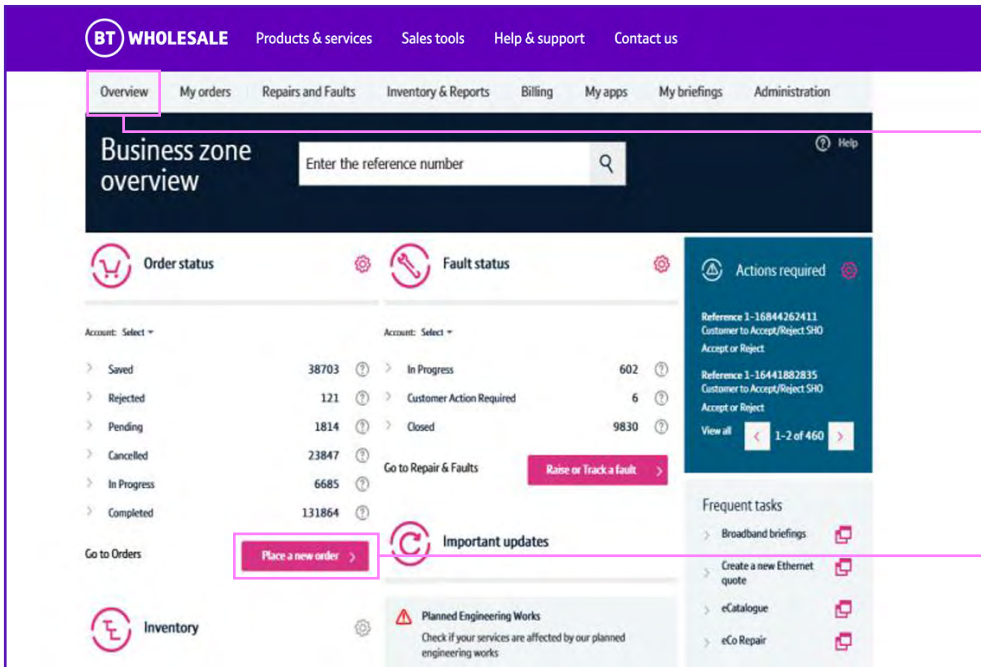 BT WHOLESALE Products & services Sales tools Help & support Contact us
Overview My orders Repairs and Faults Inventory & Reports Billing My apps My briefings Administration
Business zone
overview
Enter the reference number
? Help
Order status
Account: Select
Saved 38703 ?
Rejected 121 ?
Pending 1814 ?
Cancelled 23847 ?
In Progress 6685 ?
Completed 131864 ?
Go to Orders Place a new order
Inventory
Fault status
Account: Select
In Progress 602 ?
Customer Action Required 6 ?
Closed 9830 ?
Go to Repair & Faults Raise or Track a fault
Important updates
Planned Engineering Works
Check if your services are affected by our planned
engineering works
Actions required
Reference 1-16844262411
Customer to Accept/Reject SHO
Accept or Reject
Reference 1-16441882835
Customer to Accept/Reject SHO
Accept or Reject
View all 1-2 of 460
Frequent tasks
Broadband briefings
Create a new Ethernet
quote
eCatalogue
eCo Repair